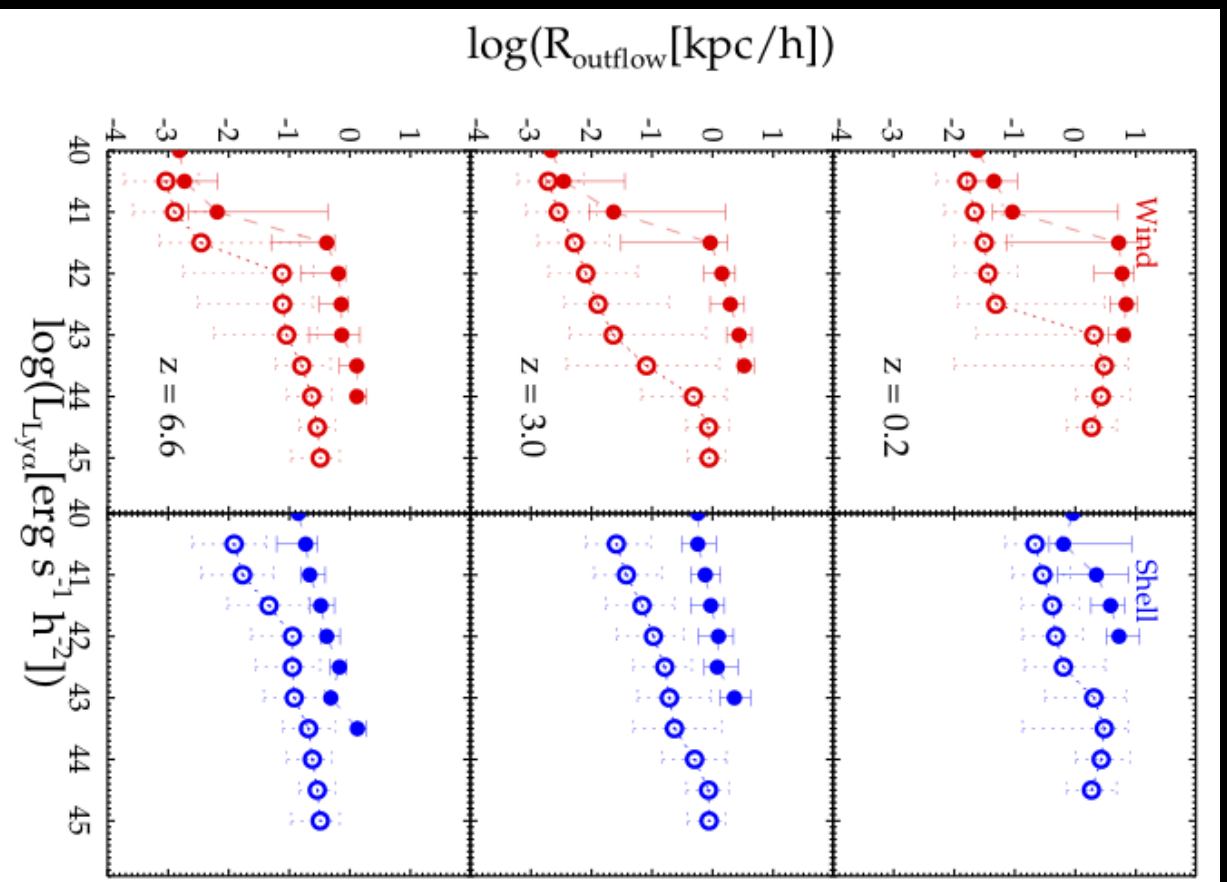 log(R_outflow[kpc/h])
-4 -3 -2 -1 0 1
-4 -3 -2 -1 0 1
-4 -3 -2 -1 0 1
Wind
Shell
z = 0.2
z = 3.0
z = 6.6
40 41 42 43 44 45
40 41 42 43 44 45
log(L_Lyα[erg s^-1 h^-2])